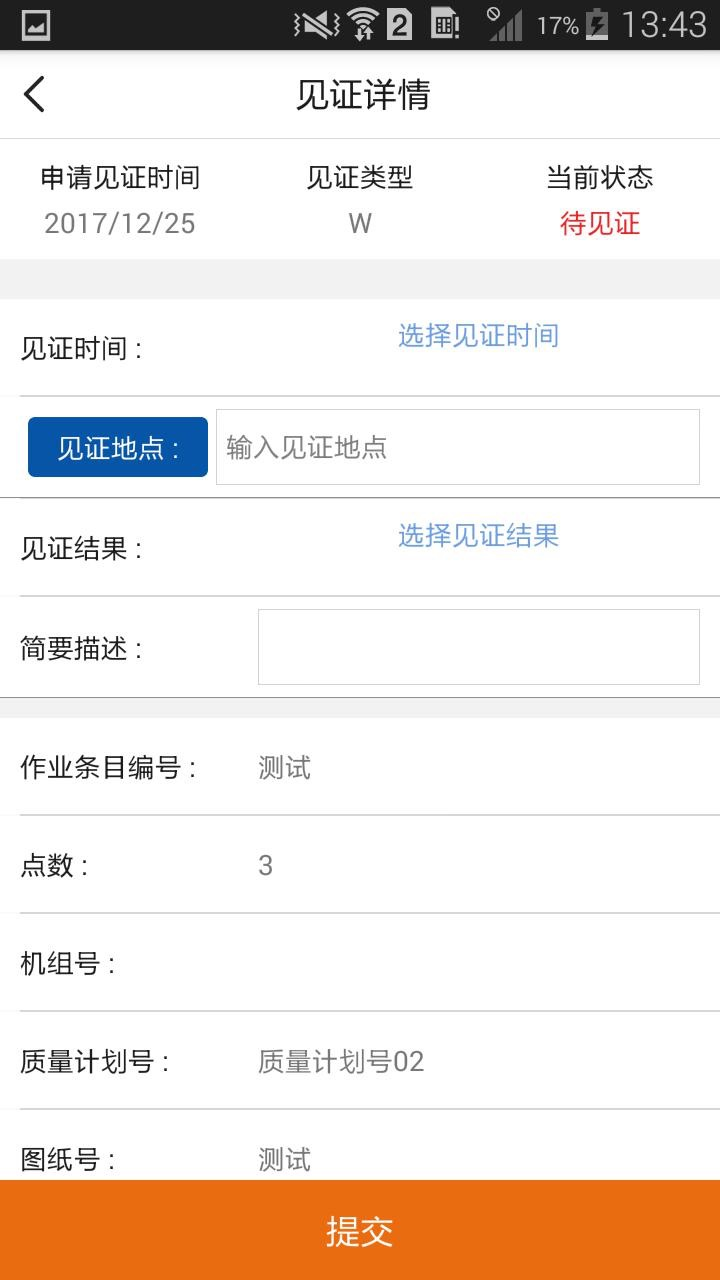 2 17% 13:43
见证详情
申请见证时间 见证类型 当前状态
2017/12/25 W 待见证
见证时间 : 选择见证时间
见证地点 : 输入见证地点
见证结果 : 选择见证结果
简要描述 :
作业条目编号 : 测试
点数 : 3
机组号 :
质量计划号 : 质量计划号02
图纸号 : 测试
提交